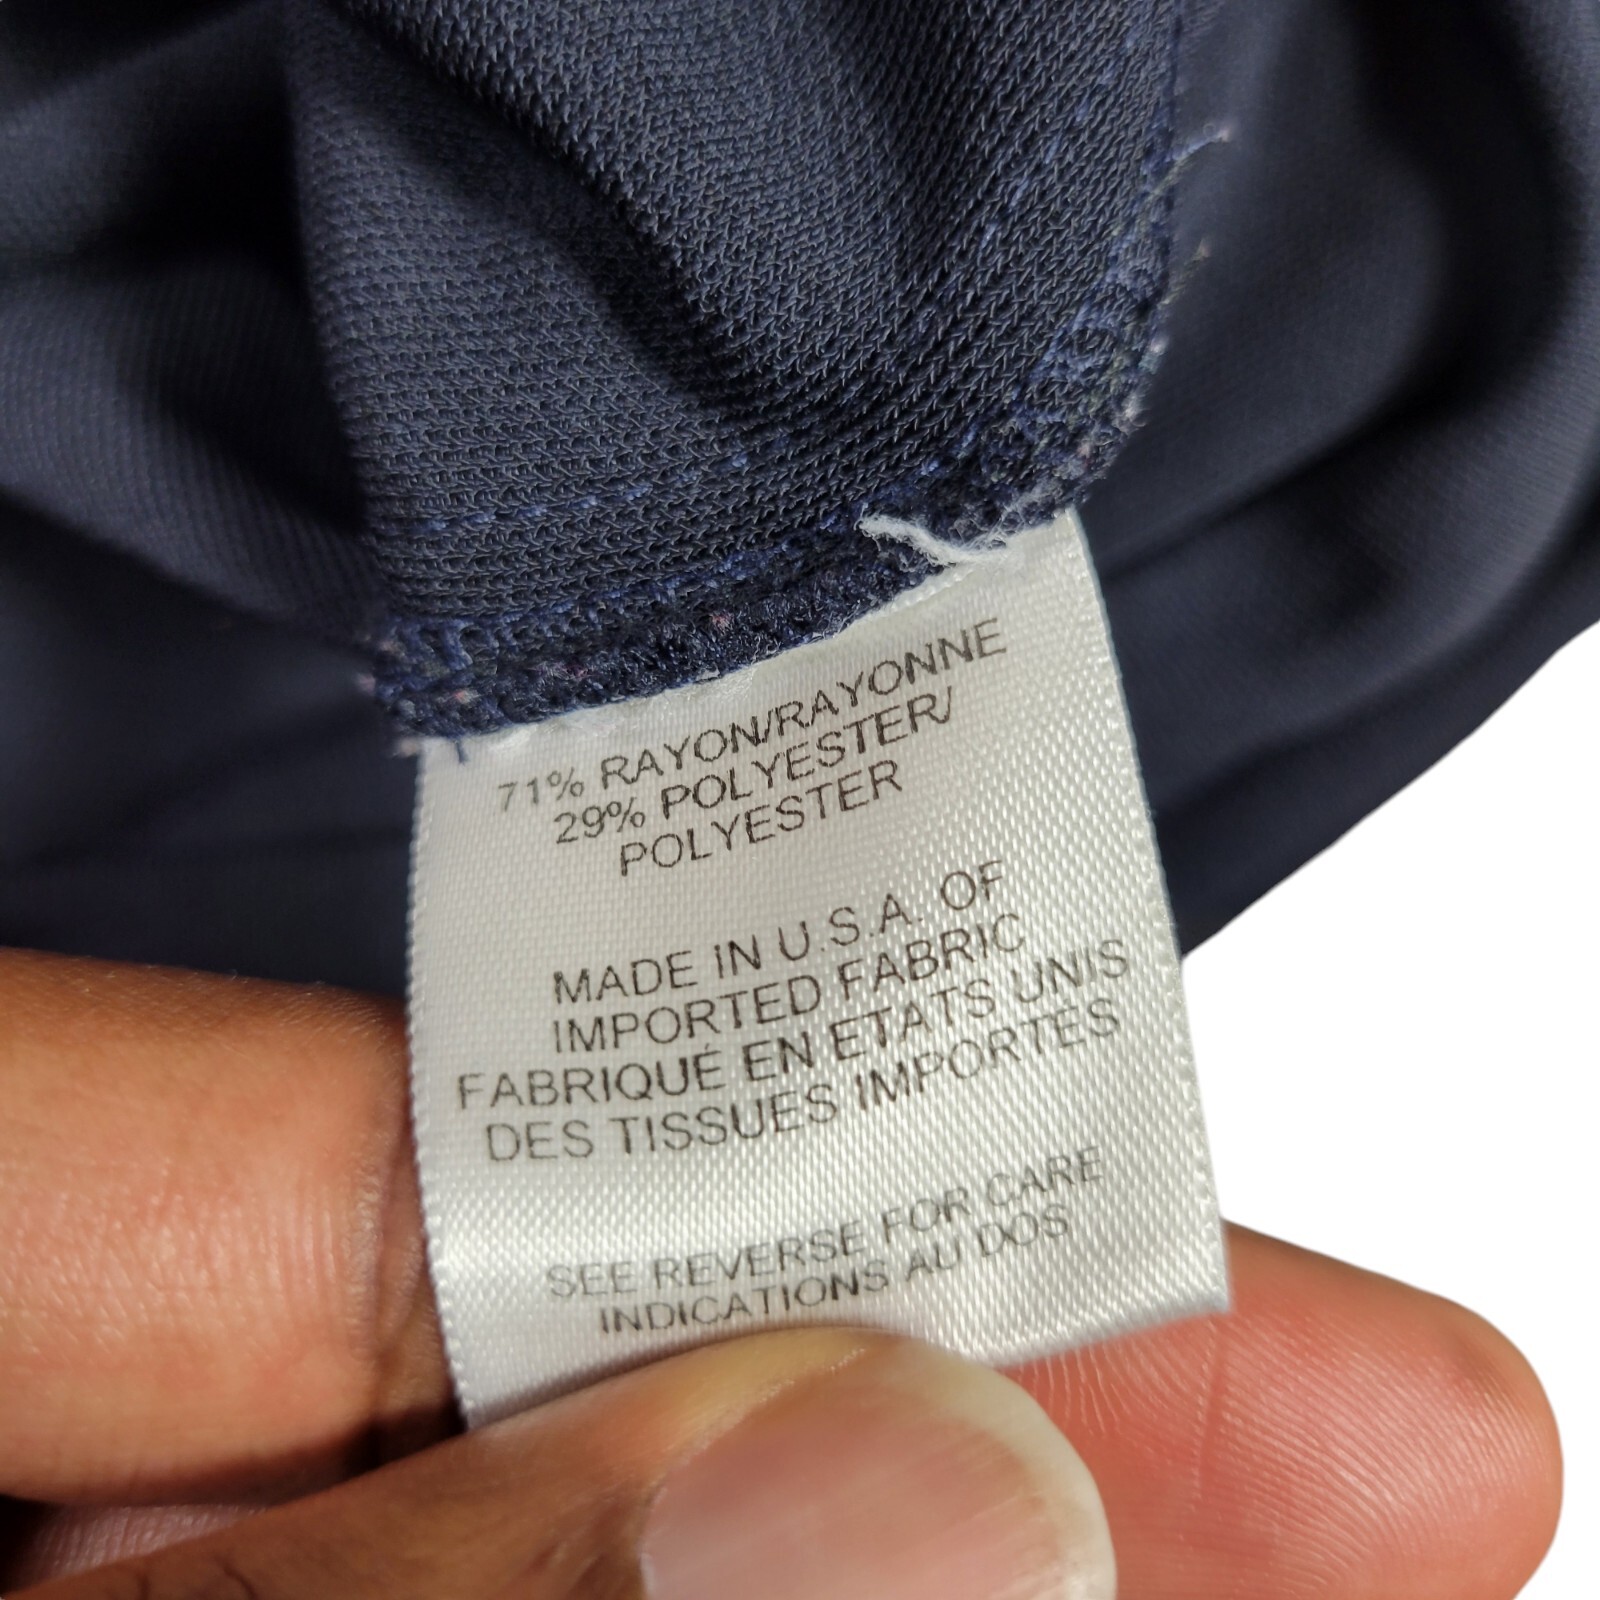 71% RAYON/RAYONNE
29% POLYESTER/
POLYESTER
MADE IN U.S.A. OF
IMPORTED FABRIC
FABRIQUÉ EN ETATS UNIS
DES TISSUES IMPORTÉS
SEE REVERSE FOR CARE
INDICATIONS AU DOS